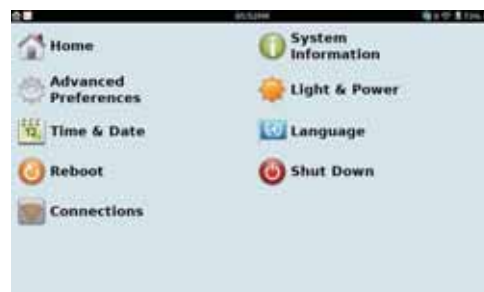 Home
System
Information
Advanced
Preferences
Light & Power
Time & Date
Language
Reboot
Shut Down
Connections